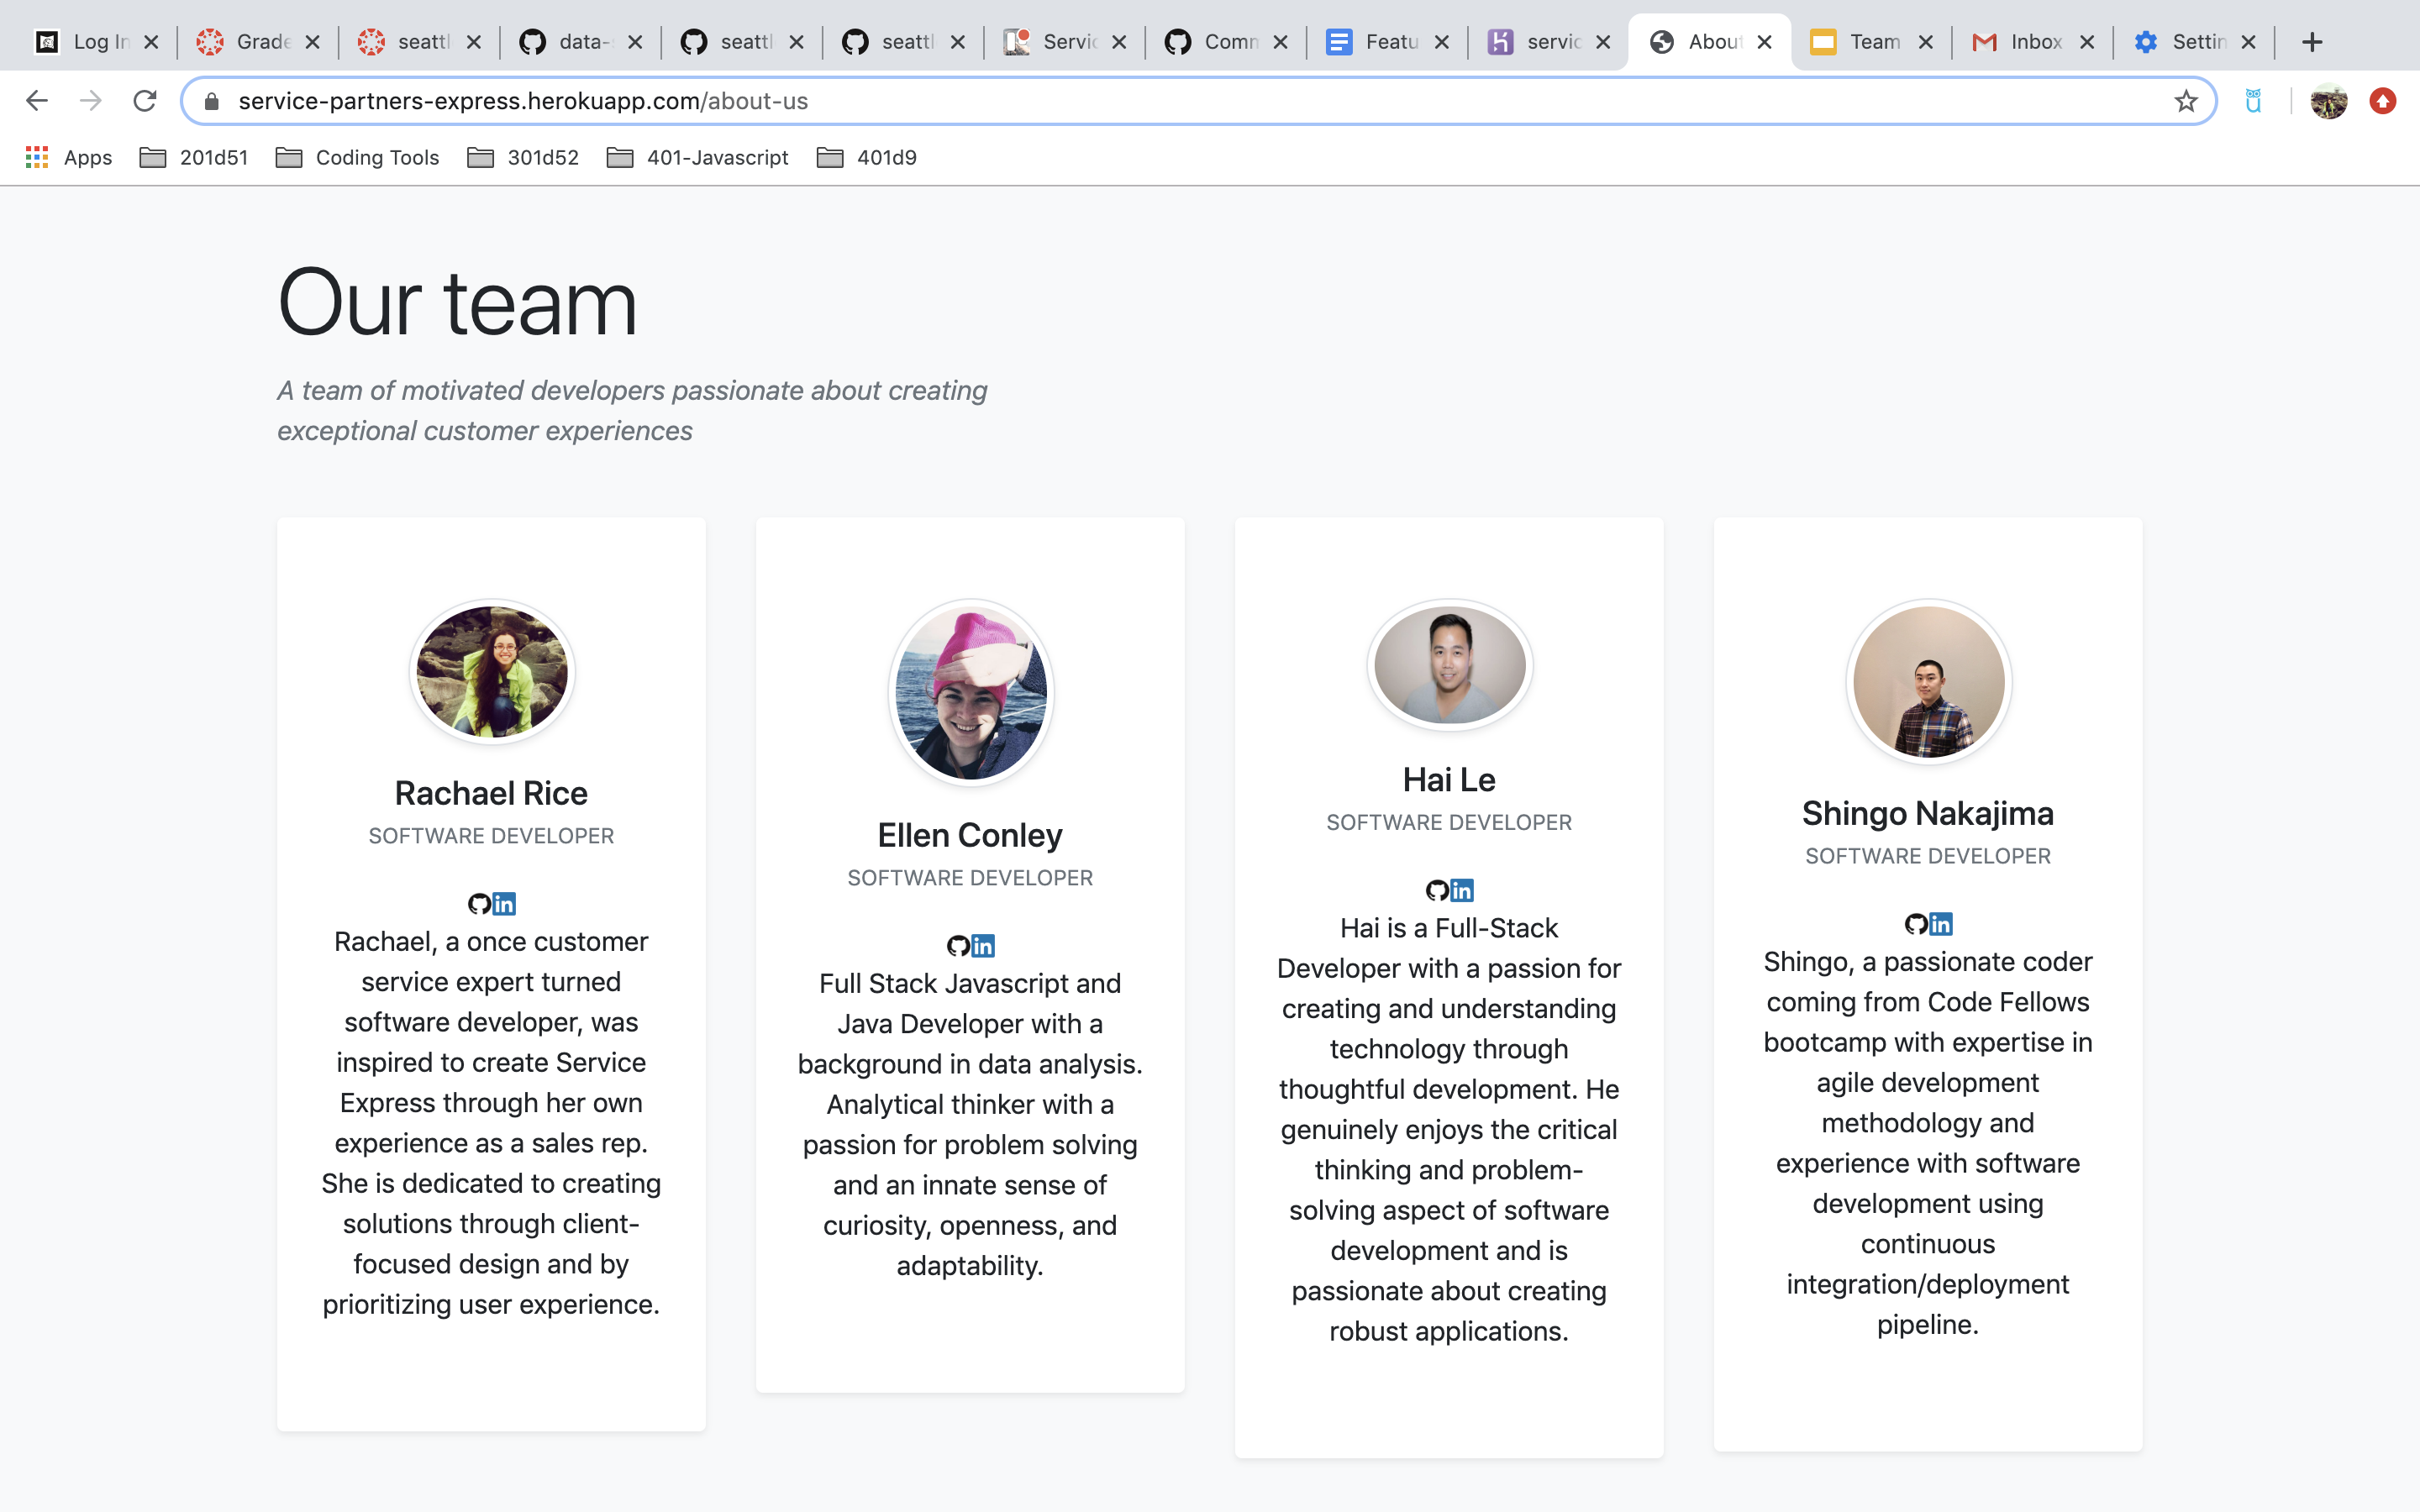 Log In
Grade
seattl
data-
seattl
seattl
Servic
Comm
Featu
servic
About
Team
Inbox
Settin
service-partners-express.herokuapp.com/about-us
Apps
201d51
Coding Tools
301d52
401-Javascript
401d9
Our team
A team of motivated developers passionate about creating
exceptional customer experiences
Rachael Rice
SOFTWARE DEVELOPER
in
Rachael, a once customer
service expert turned
software developer, was
inspired to create Service
Express through her own
experience as a sales rep.
She is dedicated to creating
solutions through client-
focused design and by
prioritizing user experience.
Ellen Conley
SOFTWARE DEVELOPER
in
Full Stack Javascript and
Java Developer with a
background in data analysis.
Analytical thinker with a
passion for problem solving
and an innate sense of
curiosity, openness, and
adaptability.
Hai Le
SOFTWARE DEVELOPER
in
Hai is a Full-Stack
Developer with a passion for
creating and understanding
technology through
thoughtful development. He
genuinely enjoys the critical
thinking and problem-
solving aspect of software
development and is
passionate about creating
robust applications.
Shingo Nakajima
SOFTWARE DEVELOPER
in
Shingo, a passionate coder
coming from Code Fellows
bootcamp with expertise in
agile development
methodology and
experience with software
development using
continuous
integration/deployment
pipeline.